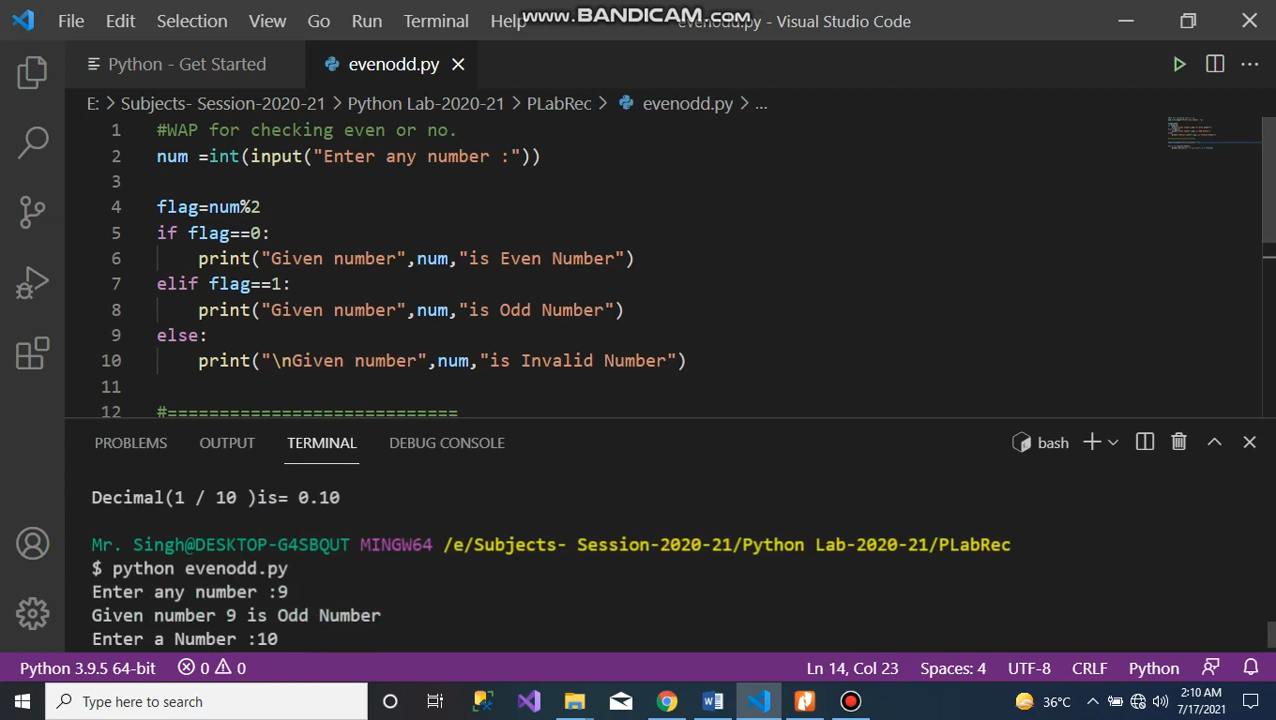 File Edit Selection View Go Run Terminal Help evenodd.py - Visual Studio Code
www.BANDICAM.com
Python - Get Started evenodd.py
E: > Subjects- Session-2020-21 > Python Lab-2020-21 > PLabRec > evenodd.py > ...
1 #WAP for checking even or no.
2 num =int(input("Enter any number :"))
3
4 flag=num%2
5 if flag==0:
6 print("Given number",num,"is Even Number")
7 elif flag==1:
8 print("Given number",num,"is Odd Number")
9 else:
10 print("\nGiven number",num,"is Invalid Number")
11
12 #============================
PROBLEMS OUTPUT TERMINAL DEBUG CONSOLE bash
Decimal(1 / 10 )is= 0.10
Mr. Singh@DESKTOP-G4SBQUT MINGW64 /e/Subjects- Session-2020-21/Python Lab-2020-21/PLabRec
$ python evenodd.py
Enter any number :9
Given number 9 is Odd Number
Enter a Number :10
Python 3.9.5 64-bit 0 0 Ln 14, Col 23 Spaces: 4 UTF-8 CRLF Python
Type here to search 36°C 2:10 AM
7/17/2021